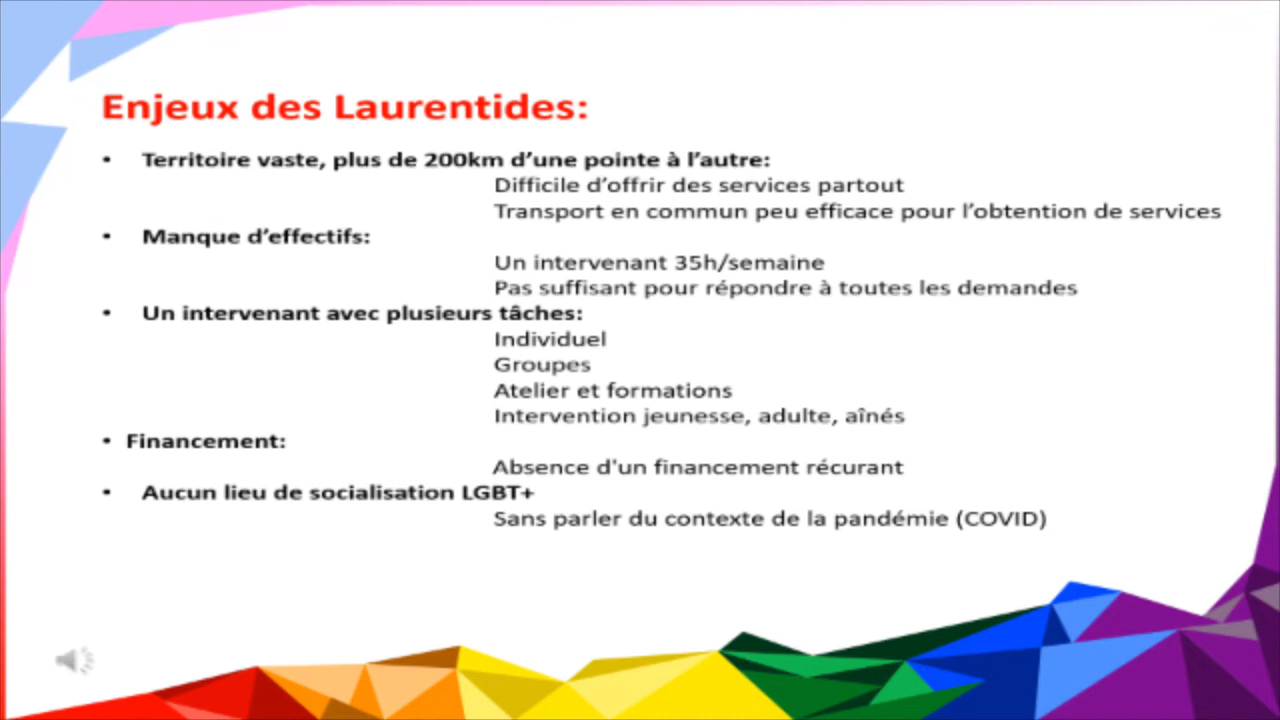 Enjeux des Laurentides:
• Territoire vaste, plus de 200km d'une pointe à l'autre:
Difficile d'offrir des services partout
Transport en commun peu efficace pour l'obtention de services
• Manque d'effectifs:
Un intervenant 35h/semaine
Pas suffisant pour répondre à toutes les demandes
• Un intervenant avec plusieurs tâches:
Individuel
Groupes
Atelier et formations
Intervention jeunesse, adulte, aînés
• Financement:
Absence d'un financement récurant
• Aucun lieu de socialisation LGBT+
Sans parler du contexte de la pandémie (COVID)